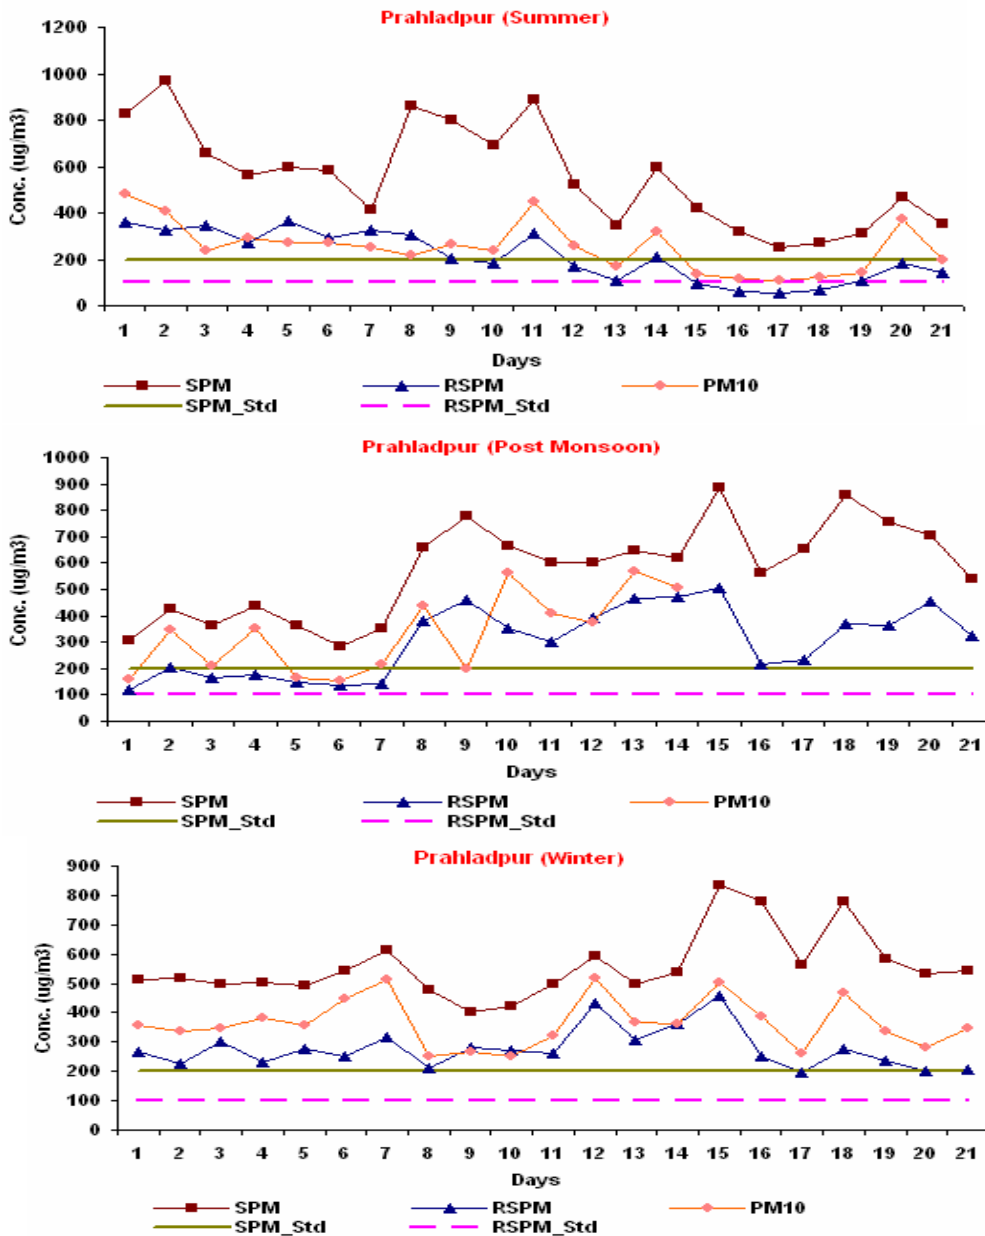 Prahladpur (Summer)
1200
1000
800
600
400
200
0
Conc. (ug/m3)
1 2 3 4 5 6 7 8 9 10 11 12 13 14 15 16 17 18 19 20 21
Days
SPM RSPM PM10
SPM_Std RSPM_Std
Prahladpur (Post Monsoon)
1000
900
800
700
600
500
400
300
200
100
0
Conc. (ug/m3)
1 2 3 4 5 6 7 8 9 10 11 12 13 14 15 16 17 18 19 20 21
Days
SPM RSPM PM10
SPM_Std RSPM_Std
Prahladpur (Winter)
900
800
700
600
500
400
300
200
100
0
Conc. (ug/m3)
1 2 3 4 5 6 7 8 9 10 11 12 13 14 15 16 17 18 19 20 21
Days
SPM RSPM PM10
SPM_Std RSPM_Std